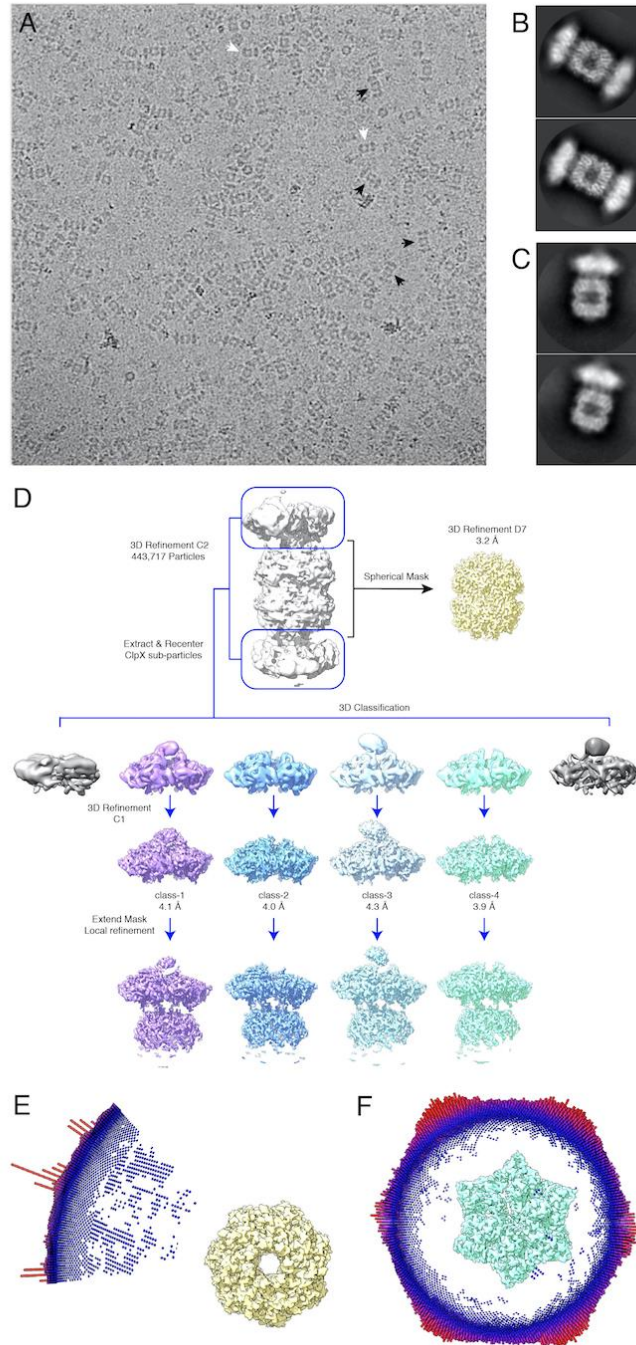 A
B
C
D
3D Refinement C2
443,717 Particles
Spherical Mask
3D Refinement D7
3.2 Å
Extract & Recenter
ClpX sub-particles
3D Classification
3D Refinement
C1
class-1
4.1 Å
class-2
4.0 Å
class-3
4.3 Å
class-4
3.9 Å
Extend Mask
Local refinement
E
F